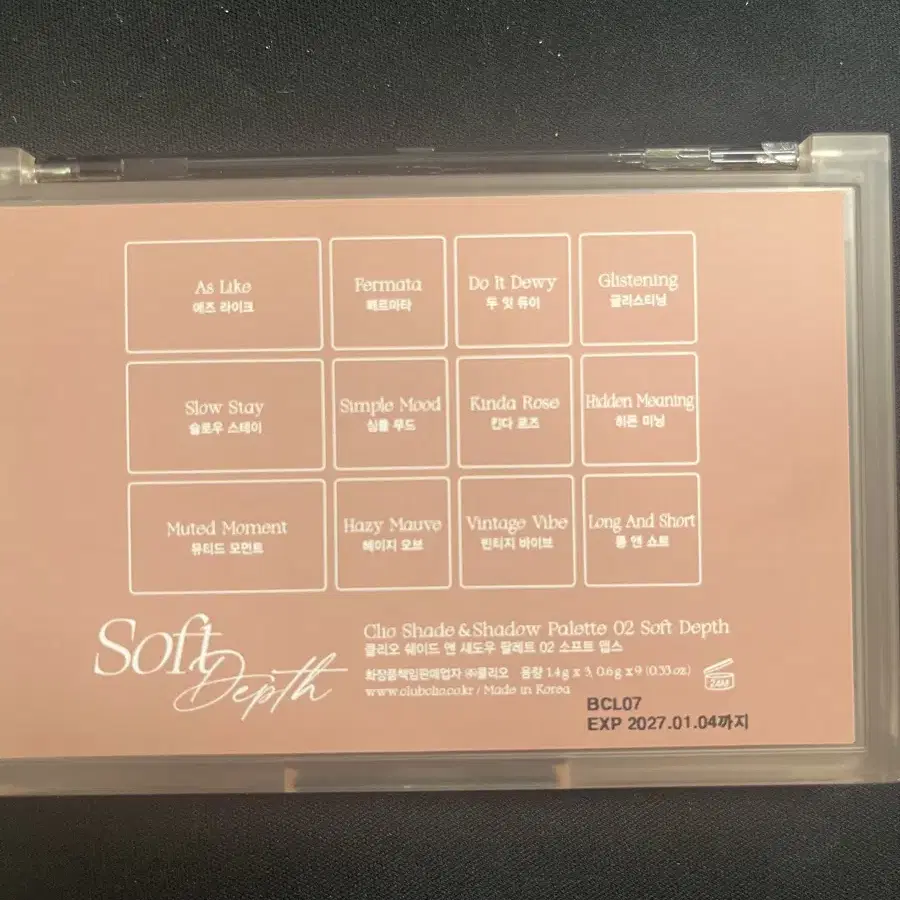 As Like
애즈 라이크
Fermata
페르마타
Do It Dewy
두 잇 듀이
Glistening
글리스티닝
Slow Stay
슬로우 스테이
Simple Mood
심플 무드
Kinda Rose
킨다 로즈
Hidden Meaning
히든 미닝
Muted Moment
뮤티드 모먼트
Hazy Mauve
헤이지 모브
Vintage Vibe
빈티지 바이브
Long And Short
롱 앤 쇼트
Soft
Depth
Clio Shade & Shadow Palette 02 Soft Depth
클리오 쉐이드 앤 섀도우 팔레트 02 소프트 뎁스
화장품책임판매업자 ㈜클리오 용량 1.4g x 3, 0.6g x 9 (0.33 oz)
www.clubclio.co.kr / Made in Korea
24M
BCL07
EXP 2027.01.04까지